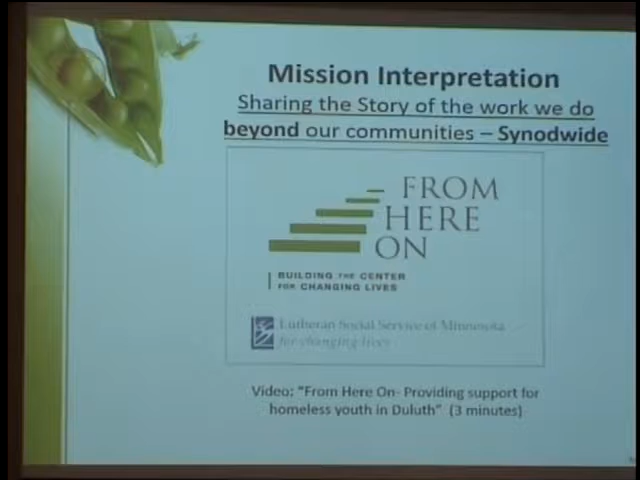 Mission Interpretation
Sharing the Story of the work we do
beyond our communities – Synodwide
FROM
HERE
ON
BUILDING THE CENTER
FOR CHANGING LIVES
Lutheran Social Service of Minnesota
for changing lives
Video: "From Here On- Providing support for
homeless youth in Duluth" (3 minutes)